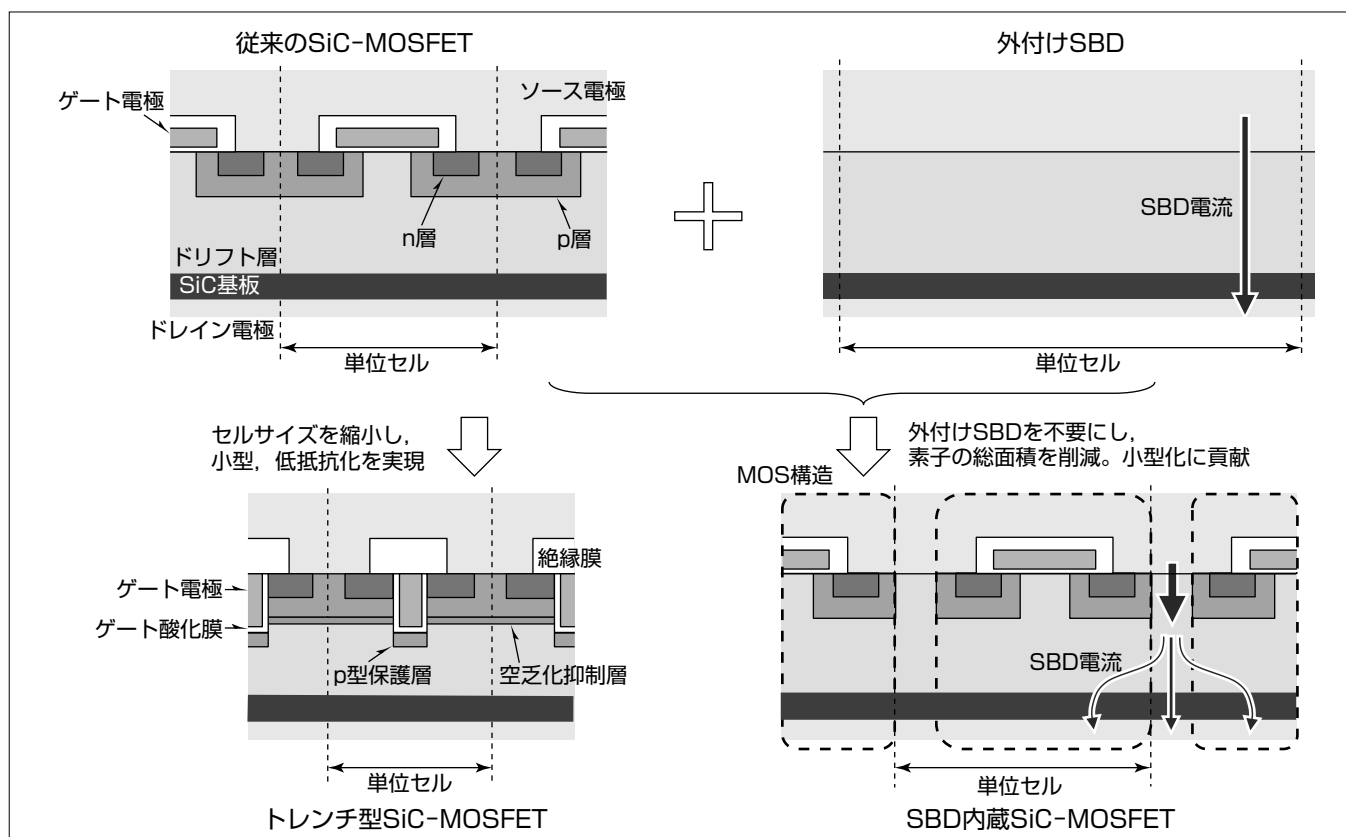 従来のSiC-MOSFET
外付けSBD
ゲート電極
ソース電極
n層
p層
ドリフト層
SiC基板
ドレイン電極
単位セル
SBD電流
単位セル
セルサイズを縮小し，
小型，低抵抗化を実現
外付けSBDを不要にし，
素子の総面積を削減。小型化に貢献
MOS構造
絶縁膜
ゲート電極
ゲート酸化膜
p型保護層
空乏化抑制層
SBD電流
単位セル
単位セル
トレンチ型SiC-MOSFET
SBD内蔵SiC-MOSFET